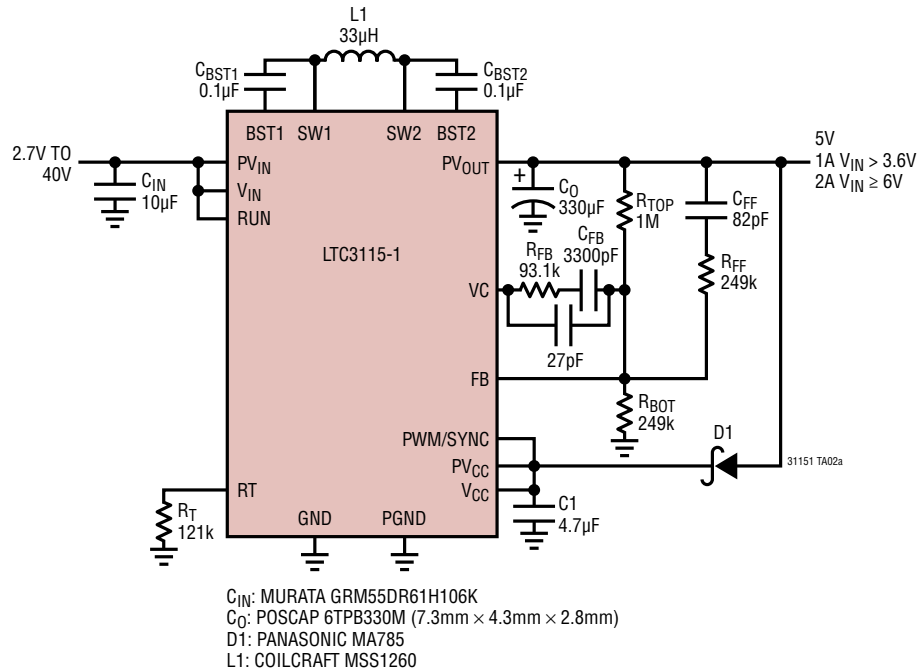 L1
33µH
CBST1
0.1µF
CBST2
0.1µF
BST1 SW1 SW2 BST2
2.7V TO
40V
PVIN
VIN
RUN
CIN
10µF
LTC3115-1
PVOUT
5V
1A VIN > 3.6V
2A VIN ≥ 6V
+
CO
330µF
RTOP
1M
CFF
82pF
RFF
249k
CFB
3300pF
RFB
93.1k
VC
27pF
FB
RBOT
249k
PWM/SYNC
PVCC
VCC
D1
31151 TA02a
C1
4.7µF
RT
RT
121k
GND PGND
CIN: MURATA GRM55DR61H106K
CO: POSCAP 6TPB330M (7.3mm × 4.3mm × 2.8mm)
D1: PANASONIC MA785
L1: COILCRAFT MSS1260